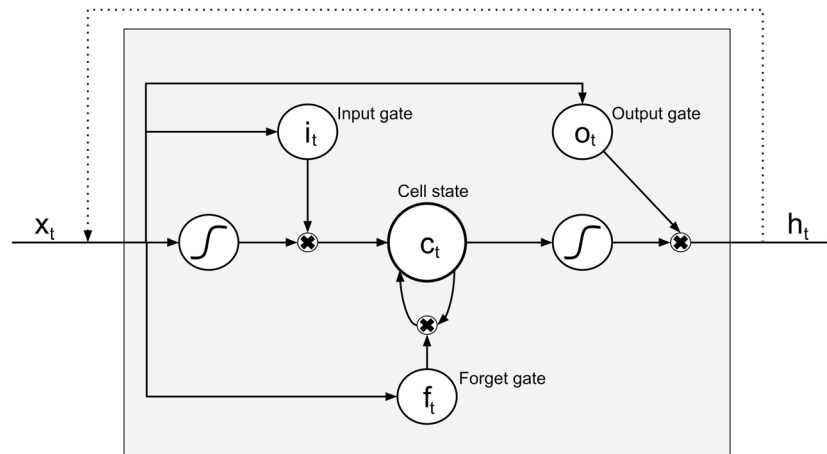 Input gate
i_t
Output gate
o_t
Cell state
x_t
c_t
h_t
Forget gate
f_t